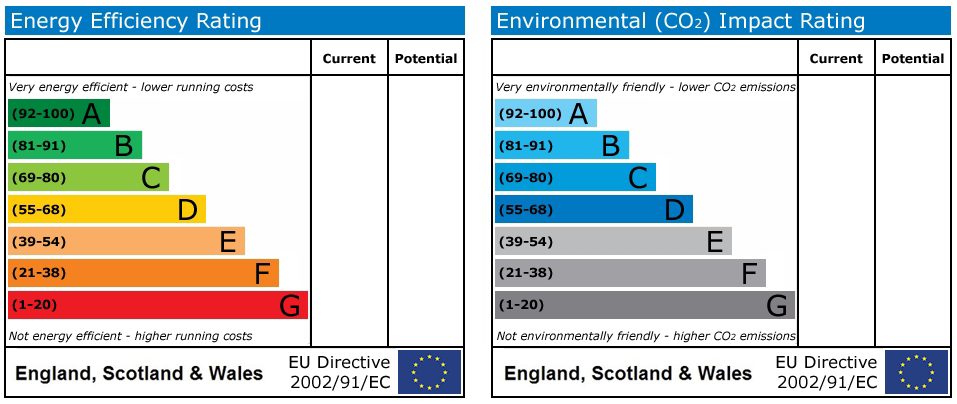 Energy Efficiency Rating
Current Potential
Very energy efficient - lower running costs
(92-100) A
(81-91) B
(69-80) C
(55-68) D
(39-54) E
(21-38) F
(1-20) G
Not energy efficient - higher running costs
England, Scotland & Wales
EU Directive
2002/91/EC
Environmental (CO₂) Impact Rating
Current Potential
Very environmentally friendly - lower CO₂ emissions
(92-100) A
(81-91) B
(69-80) C
(55-68) D
(39-54) E
(21-38) F
(1-20) G
Not environmentally friendly - higher CO₂ emissions
England, Scotland & Wales
EU Directive
2002/91/EC